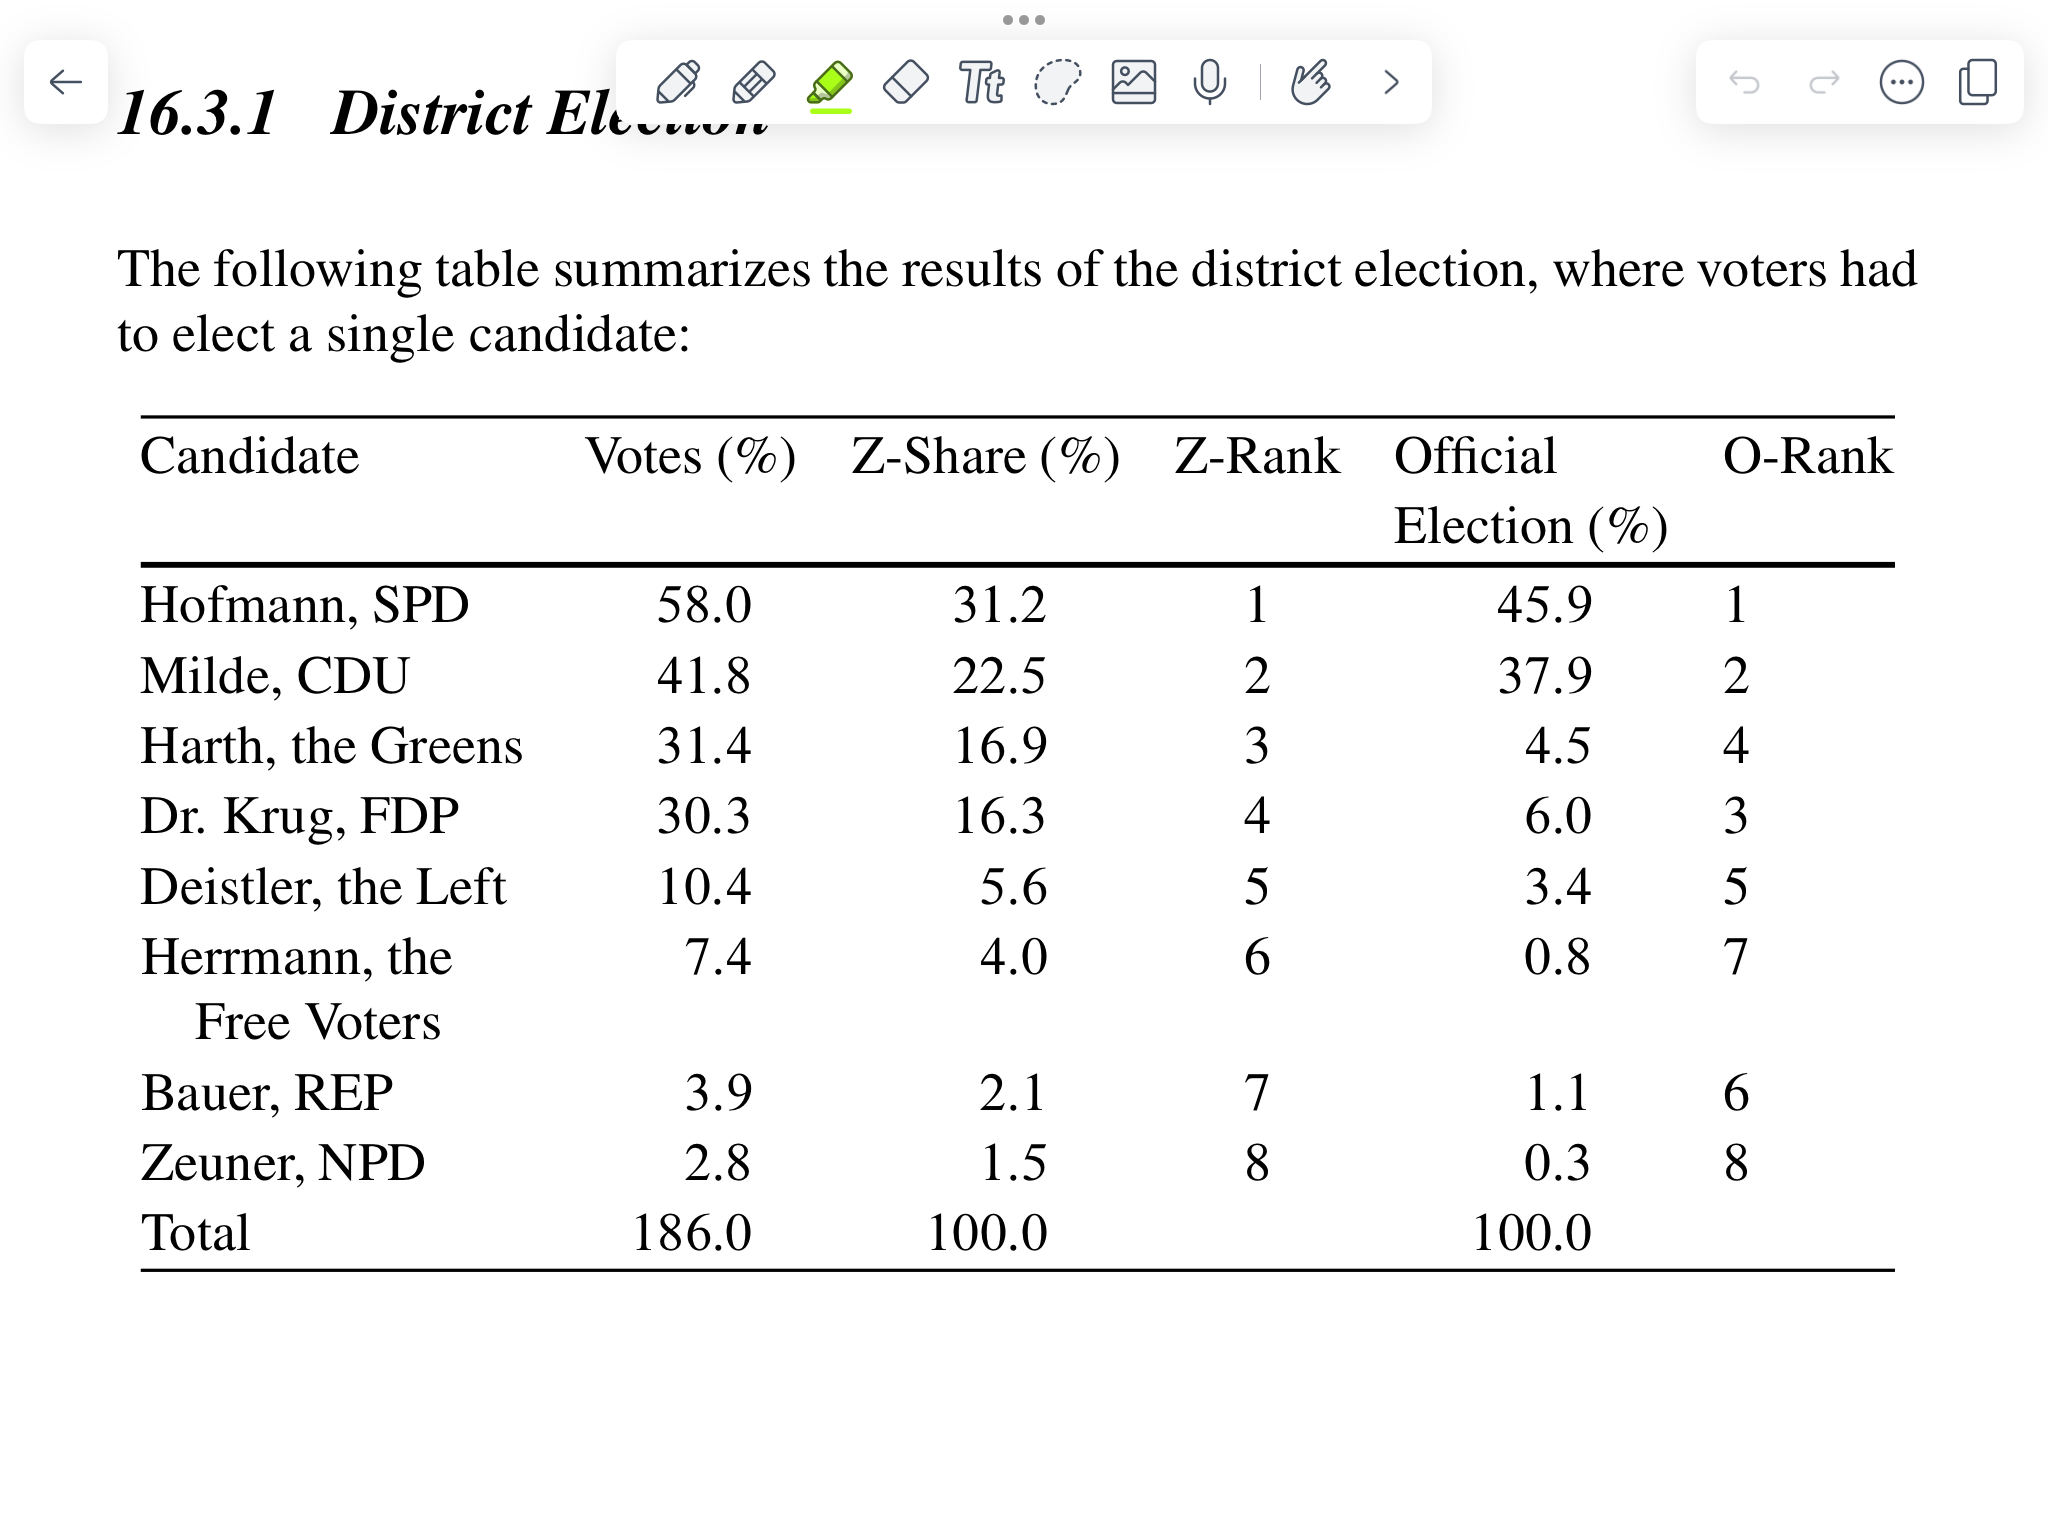 16.3.1 District Election
Tt
The following table summarizes the results of the district election, where voters had
to elect a single candidate:
Candidate Votes (%) Z-Share (%) Z-Rank Official O-Rank
Election (%)
Hofmann, SPD 58.0 31.2 1 45.9 1
Milde, CDU 41.8 22.5 2 37.9 2
Harth, the Greens 31.4 16.9 3 4.5 4
Dr. Krug, FDP 30.3 16.3 4 6.0 3
Deistler, the Left 10.4 5.6 5 3.4 5
Herrmann, the 7.4 4.0 6 0.8 7
Free Voters
Bauer, REP 3.9 2.1 7 1.1 6
Zeuner, NPD 2.8 1.5 8 0.3 8
Total 186.0 100.0 100.0